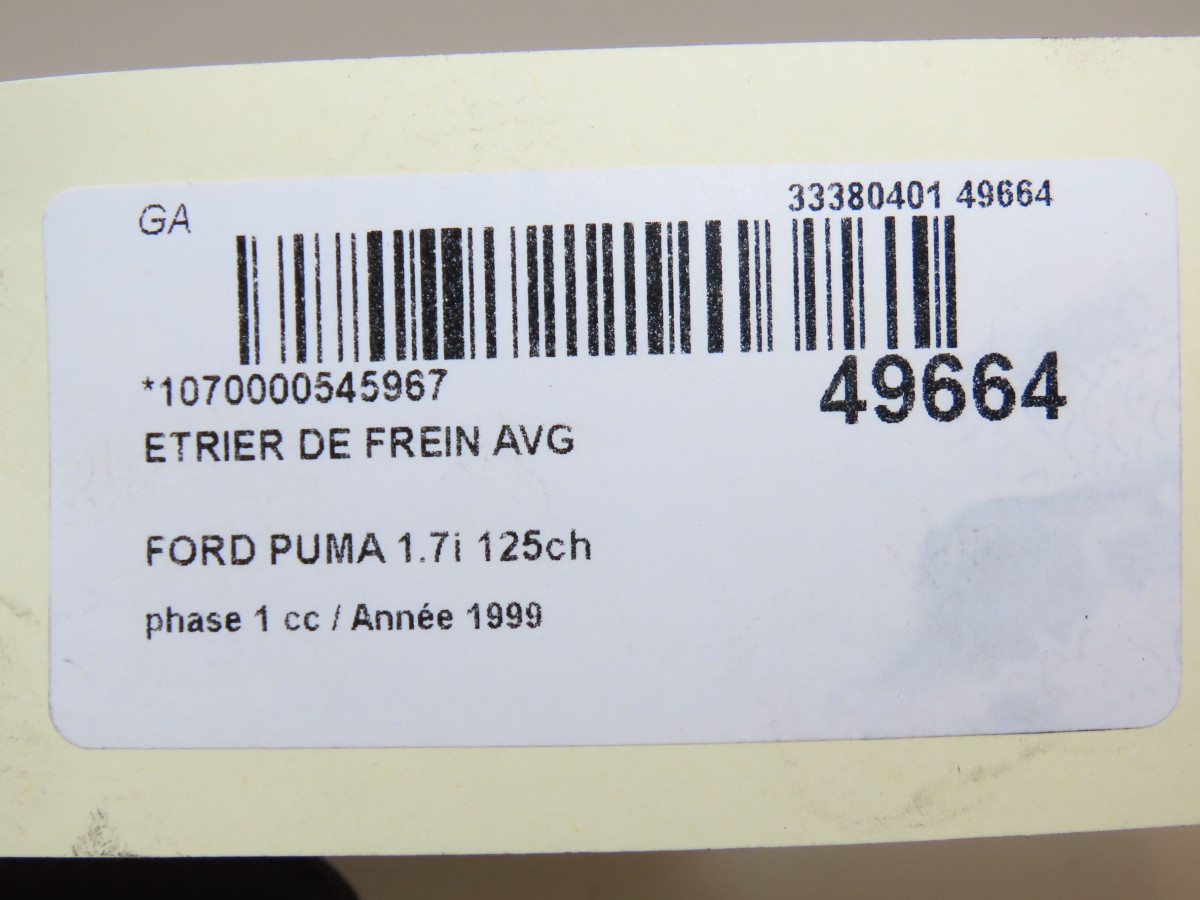 GA
33380401 49664
*1070000545967
49664
ETRIER DE FREIN AVG
FORD PUMA 1.7i 125ch
phase 1 cc / Année 1999